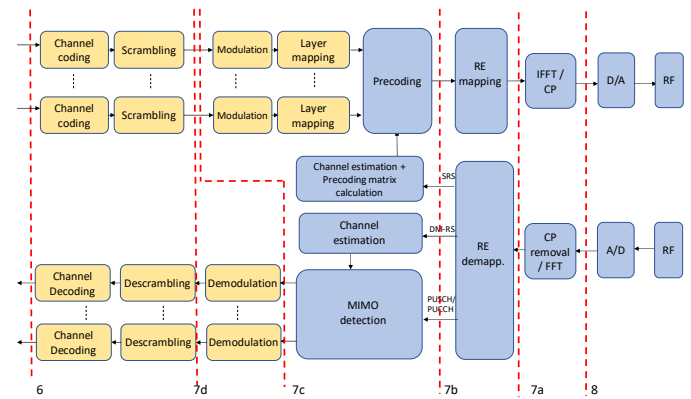 Channel
coding
Scrambling
Modulation
Layer
mapping
Precoding
RE
mapping
IFFT /
CP
D/A
RF
Channel
coding
Scrambling
Modulation
Layer
mapping
Channel estimation +
Precoding matrix
calculation
SRS
Channel
estimation
DM-RS
RE
demapp.
CP
removal
/ FFT
A/D
RF
Channel
Decoding
Descrambling
Demodulation
MIMO
detection
PUSCH/
PUCCH
Channel
Decoding
Descrambling
Demodulation
6
7d
7c
7b
7a
8